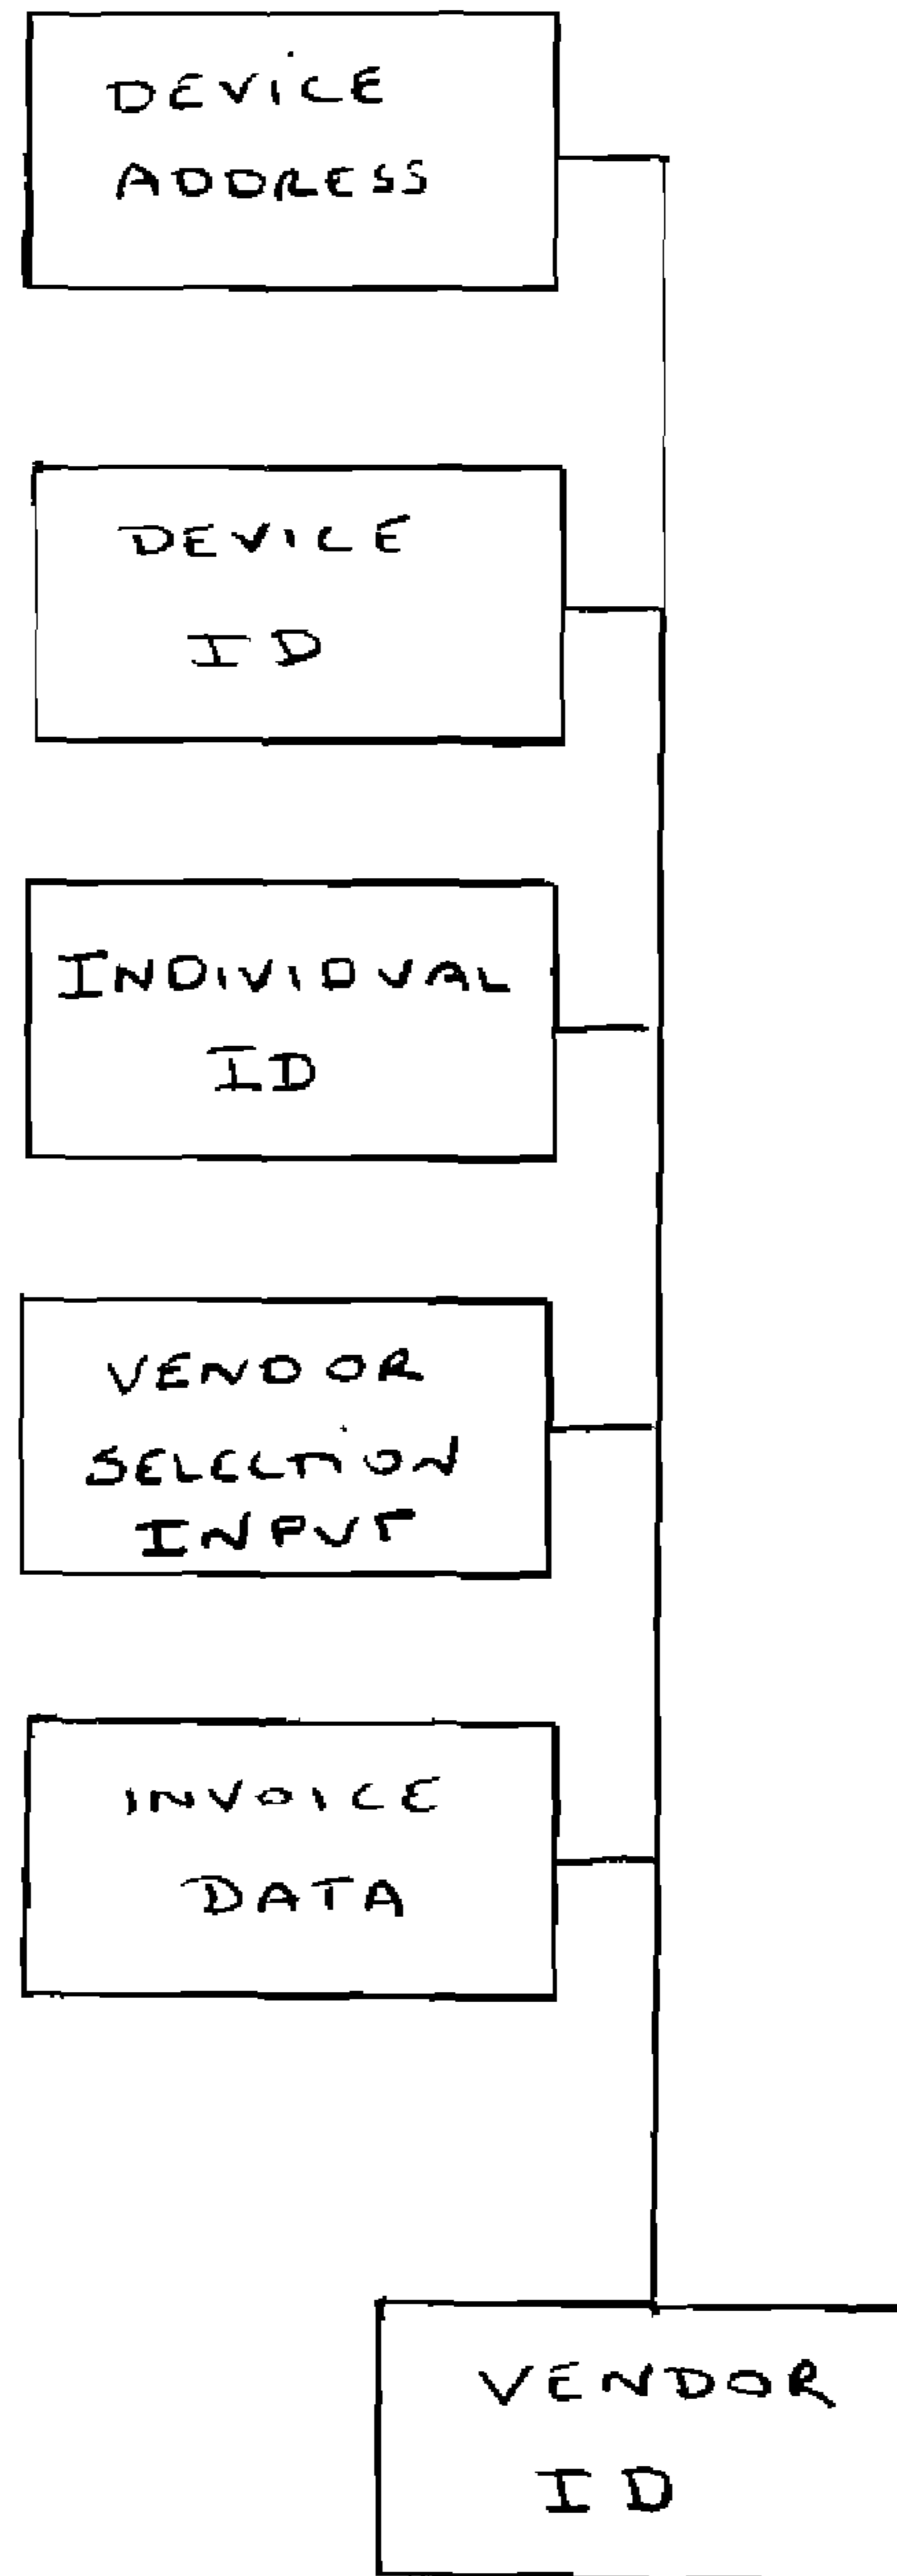 DEVICE
ADDRESS
DEVICE
ID
INDIVIDUAL
ID
VENDOR
SELECTION
INPUT
INVOICE
DATA
VENDOR
ID